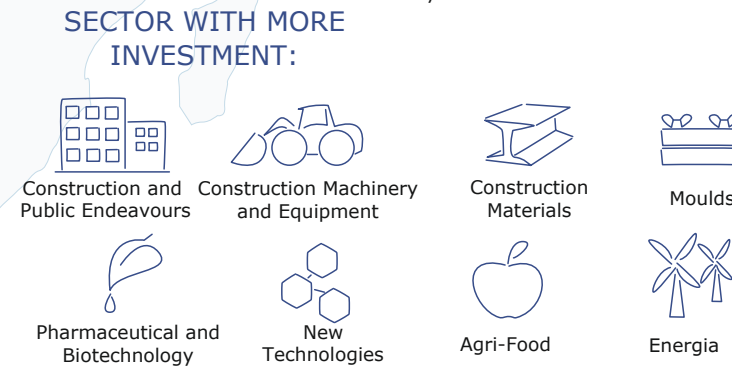 SECTOR WITH MORE
INVESTMENT:
Construction and
Public Endeavours
Construction Machinery
and Equipment
Construction
Materials
Moulds
Pharmaceutical and
Biotechnology
New
Technologies
Agri-Food
Energia